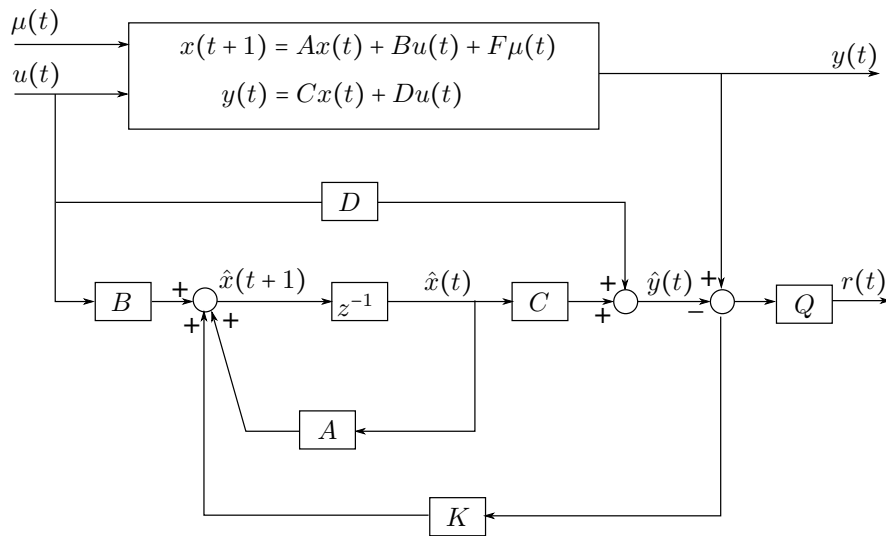 μ(t)
x(t+1) = Ax(t) + Bu(t) + Fμ(t)
u(t)
y(t) = Cx(t) + Du(t)
y(t)
D
B
+
+
+
x̂(t+1)
z⁻¹
x̂(t)
C
+
+
ŷ(t)
+
−
Q
r(t)
A
K